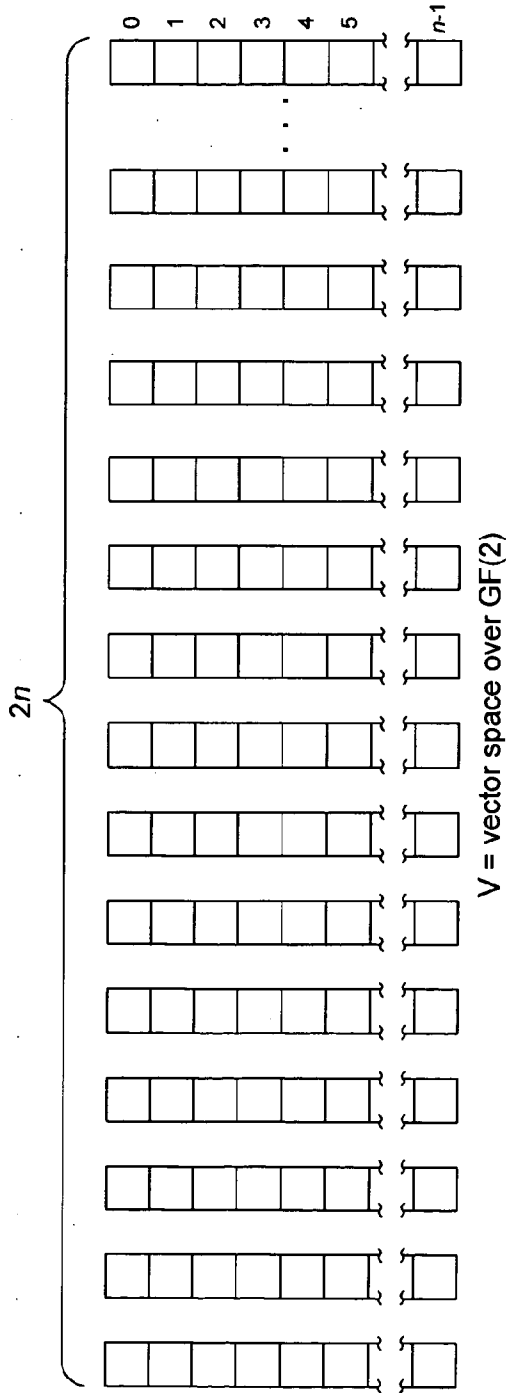 2n
0
1
2
3
4
5
n-1
. . .
V = vector space over GF(2)